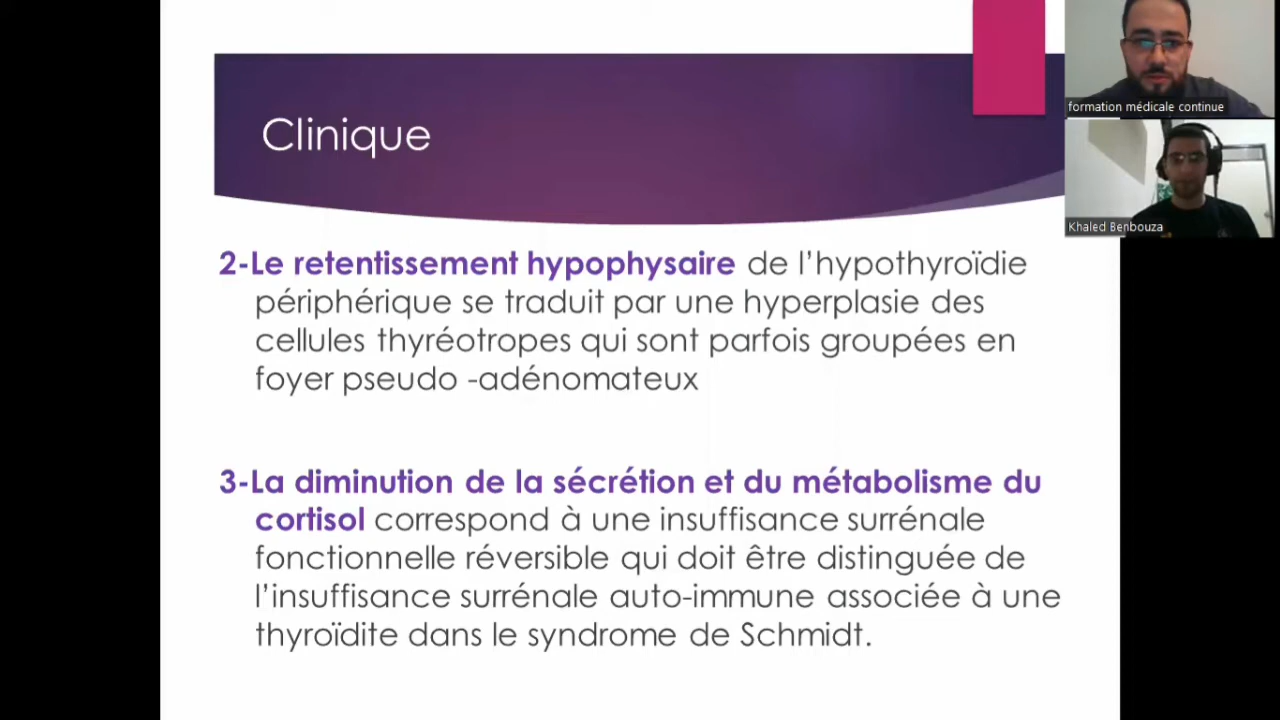 Clinique
formation médicale continue
Khaled Benbouza
2-Le retentissement hypophysaire de l'hypothyroïdie
périphérique se traduit par une hyperplasie des
cellules thyréotropes qui sont parfois groupées en
foyer pseudo -adénomateux
3-La diminution de la sécrétion et du métabolisme du
cortisol correspond à une insuffisance surrénale
fonctionnelle réversible qui doit être distinguée de
l'insuffisance surrénale auto-immune associée à une
thyroïdite dans le syndrome de Schmidt.